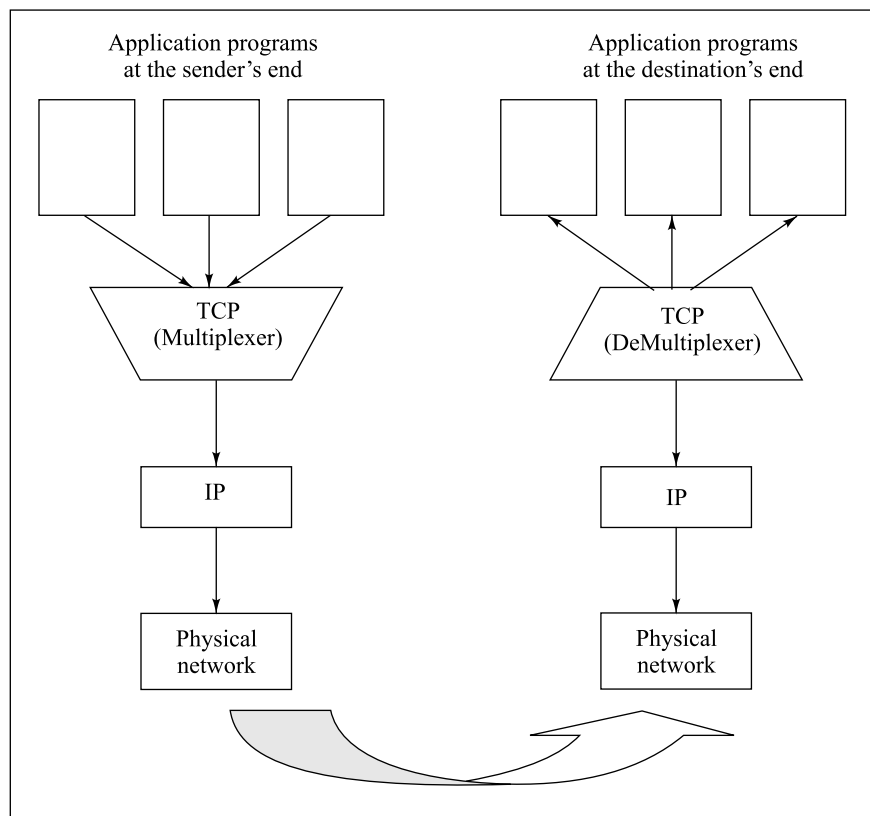 Application programs
at the sender’s end
Application programs
at the destination’s end
TCP
(Multiplexer)
TCP
(DeMultiplexer)
IP
IP
Physical
network
Physical
network